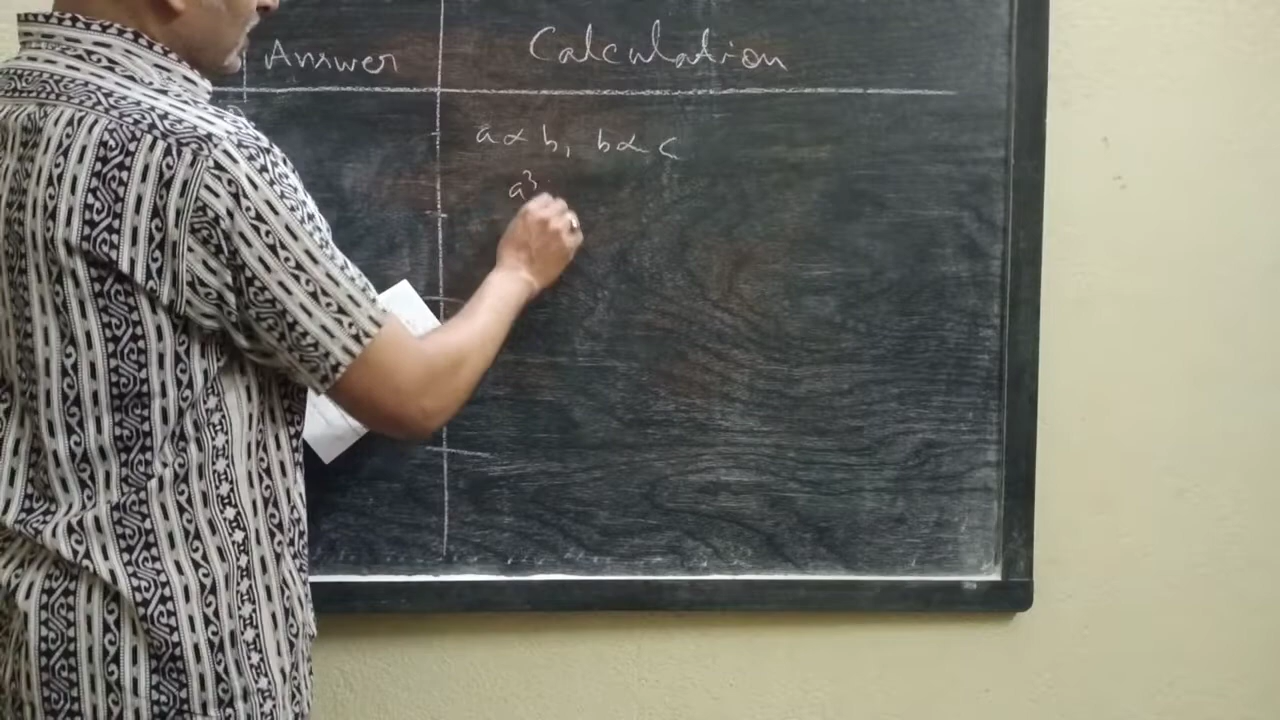 Answer Calculation
a ∝ b, b ∝ c
a³